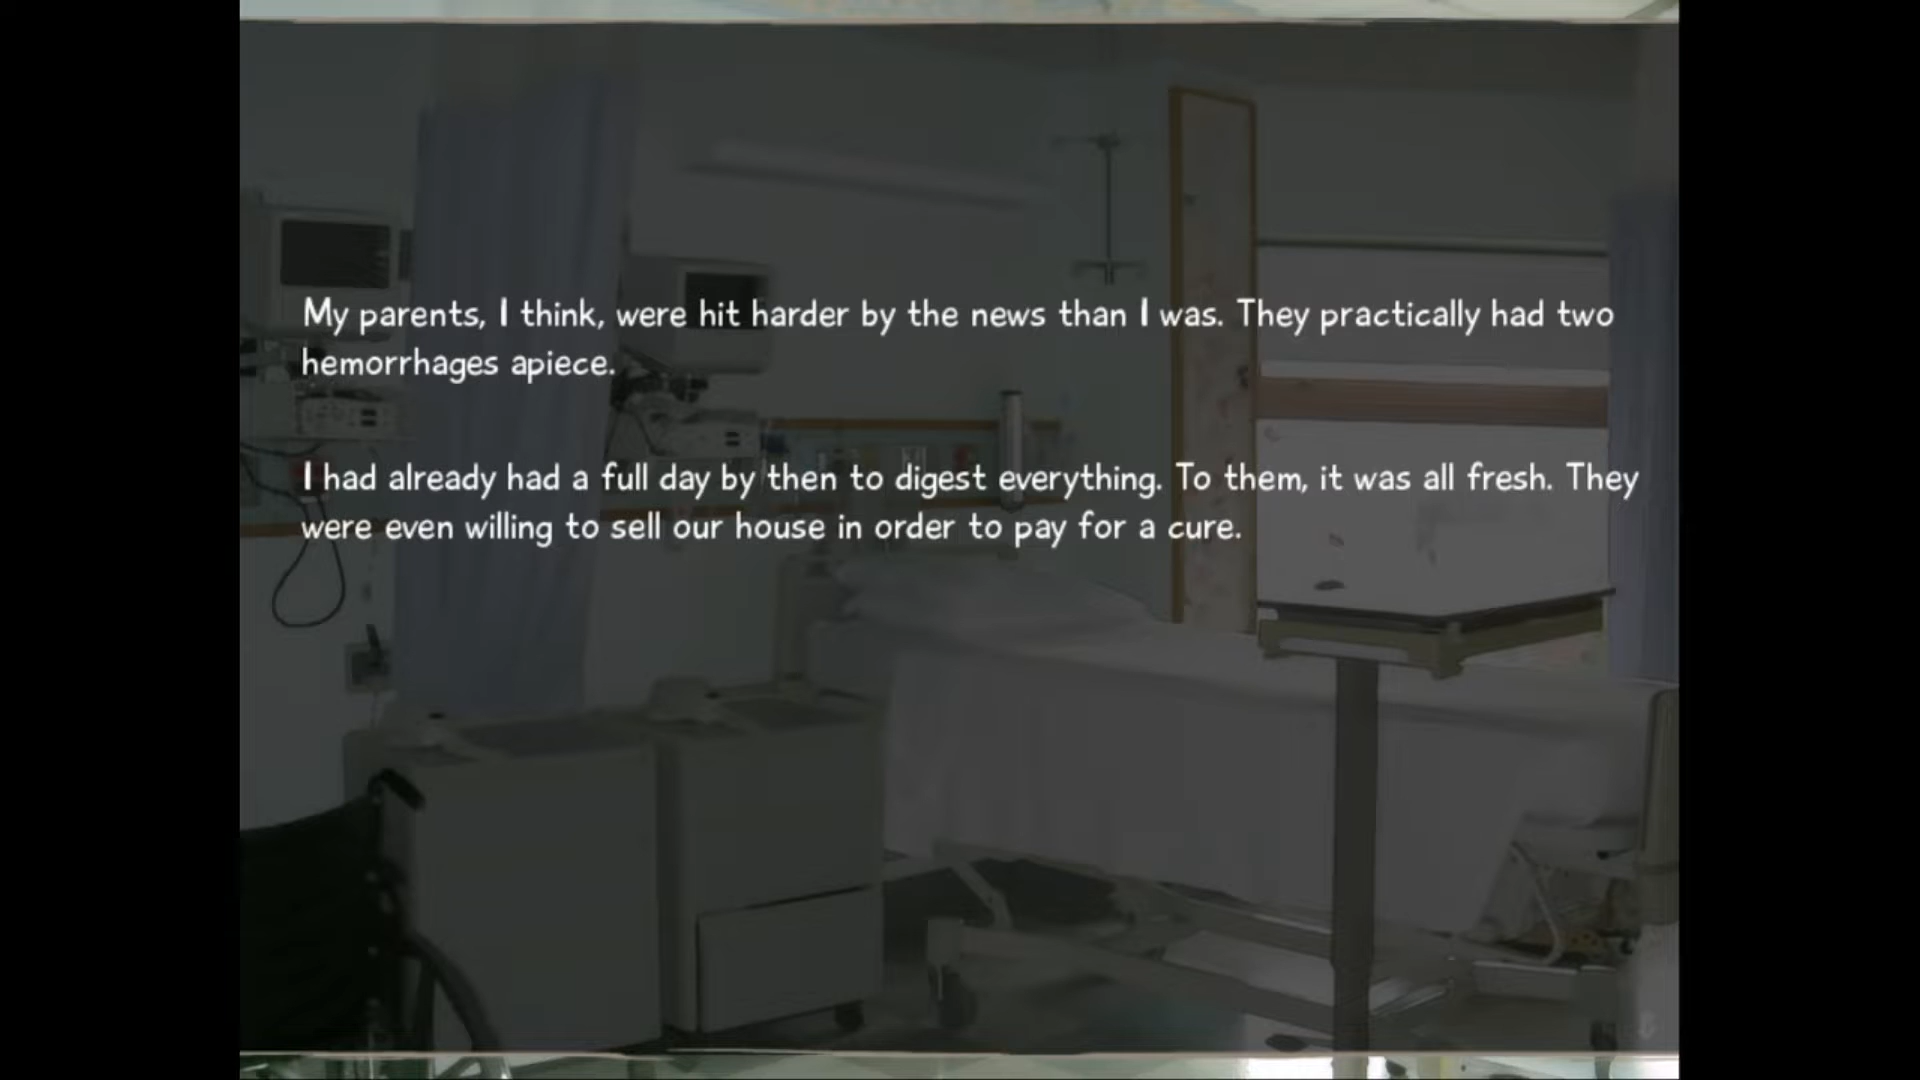 My parents, I think, were hit harder by the news than I was. They practically had two
hemorrhages apiece.
I had already had a full day by then to digest everything. To them, it was all fresh. They
were even willing to sell our house in order to pay for a cure.